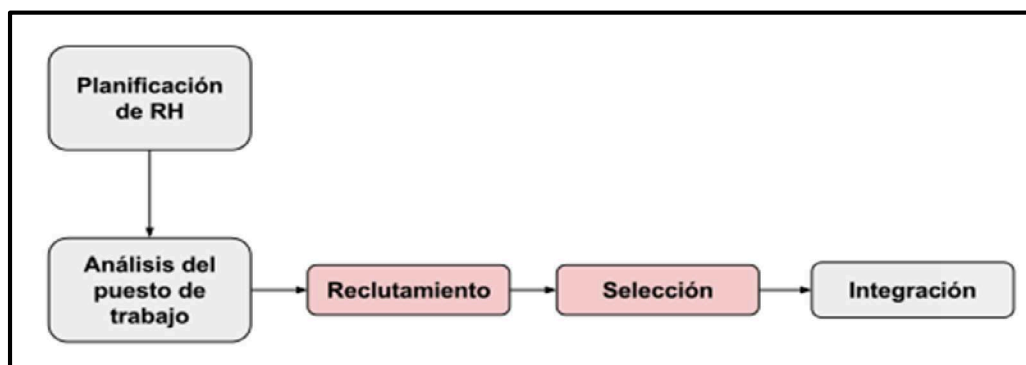 Planificación
de RH
Análisis del
puesto de
trabajo
Reclutamiento
Selección
Integración